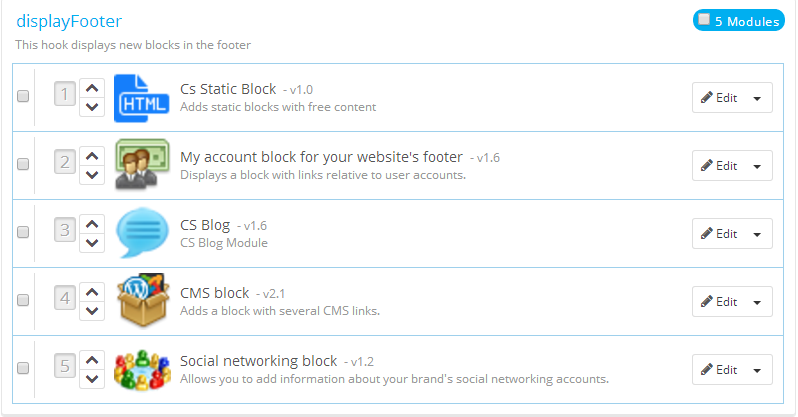 displayFooter
5 Modules
This hook displays new blocks in the footer
1
HTML
Cs Static Block - v1.0
Adds static blocks with free content
Edit
2
My account block for your website's footer - v1.6
Displays a block with links relative to user accounts.
Edit
3
CS Blog - v1.6
CS Blog Module
Edit
4
CMS block - v2.1
Adds a block with several CMS links.
Edit
5
Social networking block - v1.2
Allows you to add information about your brand's social networking accounts.
Edit